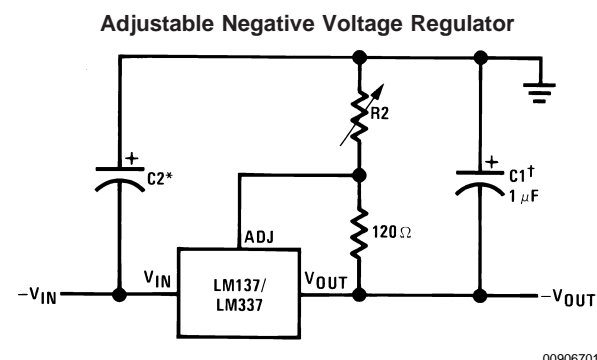 Adjustable Negative Voltage Regulator
R2
C2*
C1†
1 μF
ADJ
120 Ω
−VIN
VIN
LM137/
LM337
VOUT
−VOUT
00906701